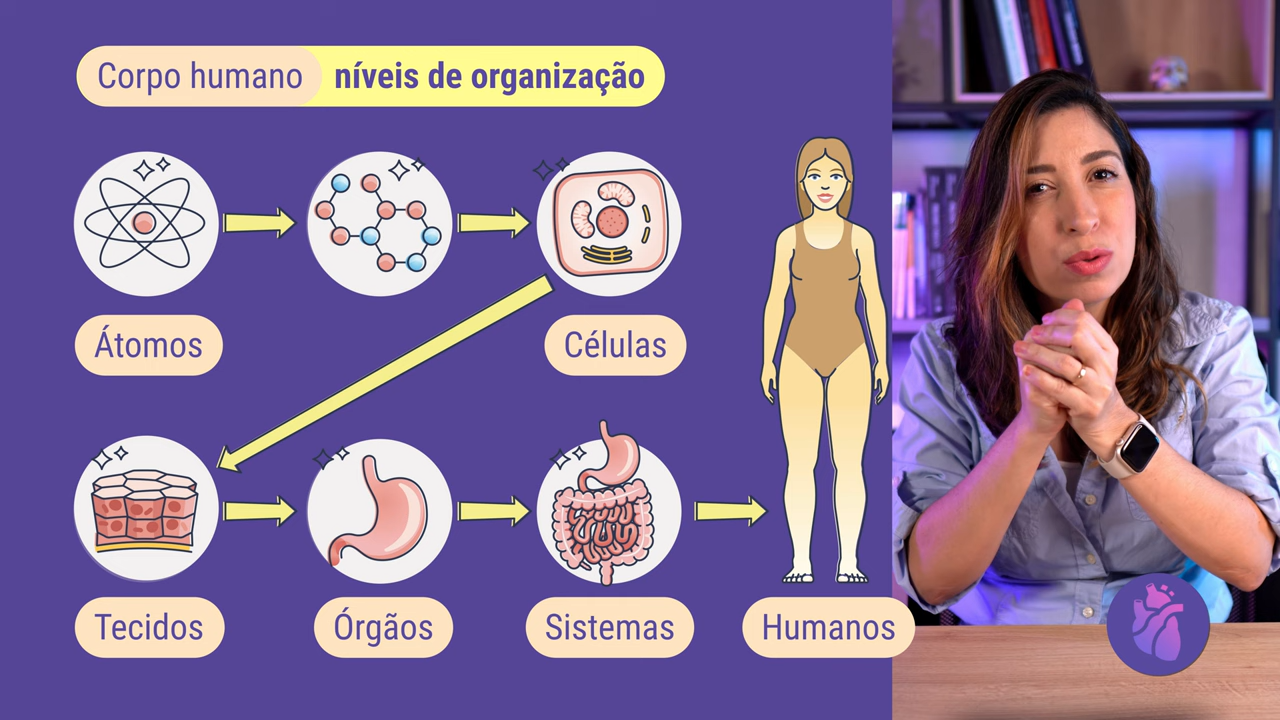 Corpo humano níveis de organização
Átomos
Células
Tecidos
Órgãos
Sistemas
Humanos